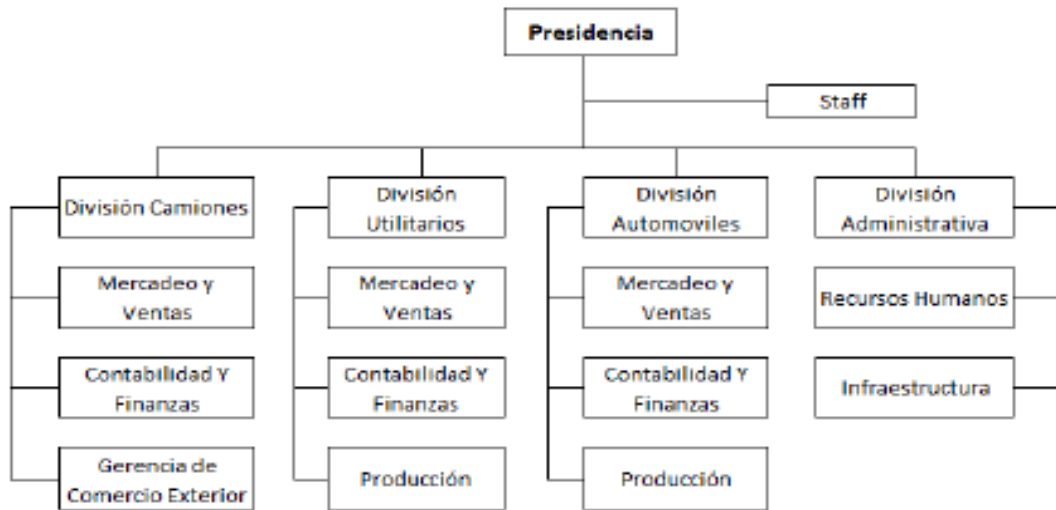 Presidencia
Staff
División Camiones
División
Utilitarios
División
Automoviles
División
Administrativa
Mercadeo y
Ventas
Mercadeo y
Ventas
Mercadeo y
Ventas
Recursos Humanos
Contabilidad Y
Finanzas
Contabilidad Y
Finanzas
Contabilidad Y
Finanzas
Infraestructura
Gerencia de
Comercio Exterior
Producción
Producción